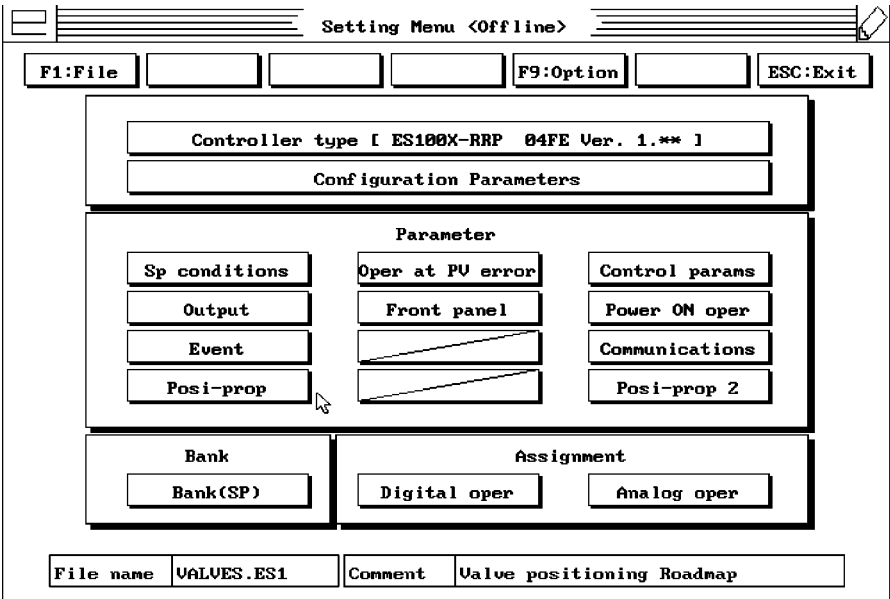 Setting Menu <Offline>
F1:File F9:Option ESC:Exit
Controller type [ ES100X-RRP 04FE Ver. 1.** ]
Configuration Parameters
Parameter
Sp conditions Oper at PV error Control params
Output Front panel Power ON oper
Event Communications
Posi-prop Posi-prop 2
Bank Assignment
Bank(SP) Digital oper Analog oper
File name VALVES.ES1 Comment Valve positioning Roadmap